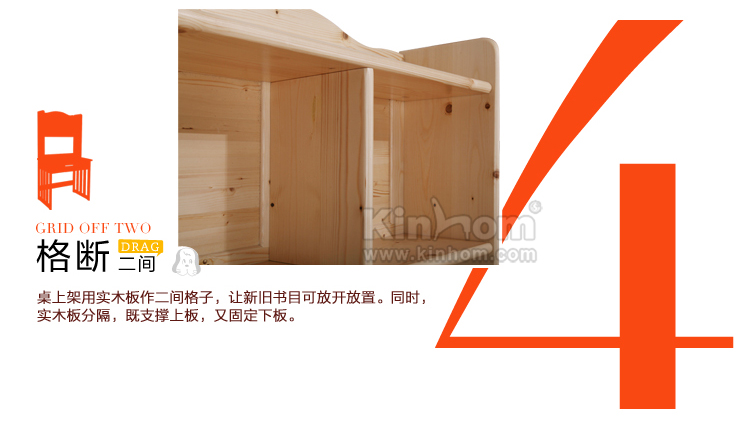 GRID OFF TWO
格断 DRAG
二间
桌上架用实木板作二间格子，让新旧书目可放开放置。同时，
实木板分隔，既支撑上板，又固定下板。
Kinhom®
www.kinhom.com
4